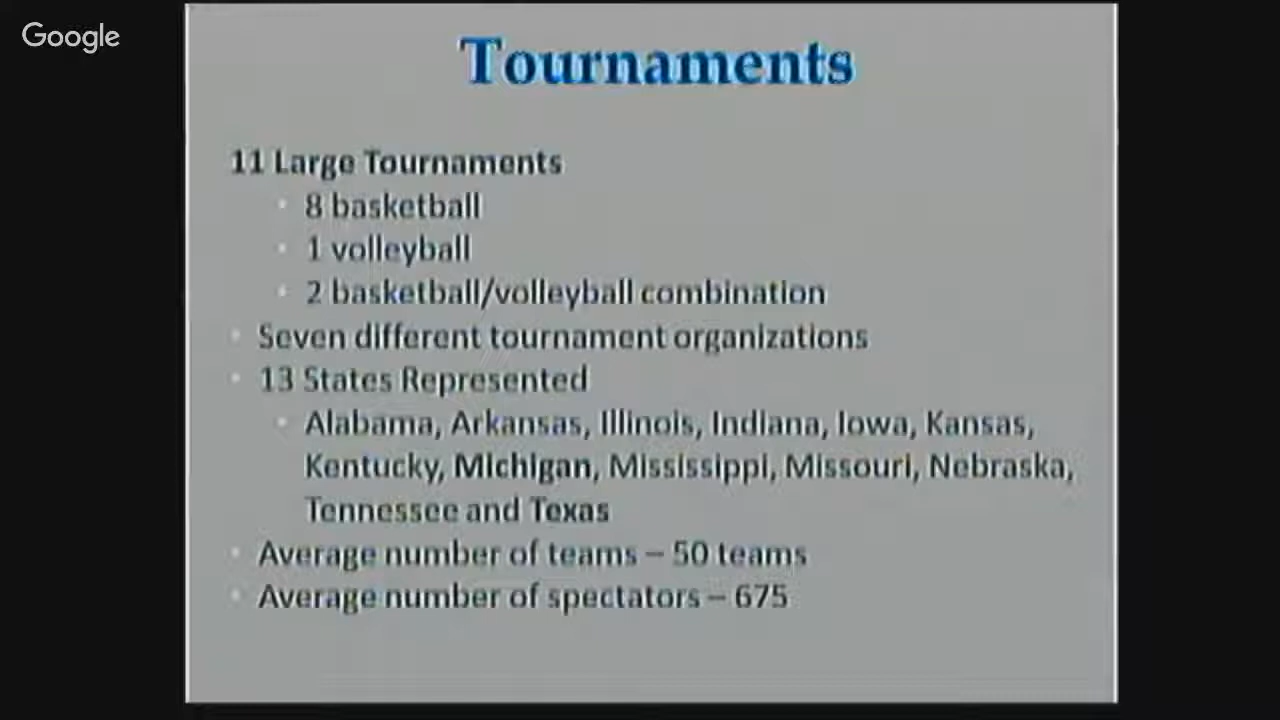 Google
Tournaments
11 Large Tournaments
8 basketball
1 volleyball
2 basketball/volleyball combination
Seven different tournament organizations
13 States Represented
Alabama, Arkansas, Illinois, Indiana, Iowa, Kansas,
Kentucky, Michigan, Mississippi, Missouri, Nebraska,
Tennessee and Texas
Average number of teams – 50 teams
Average number of spectators – 675